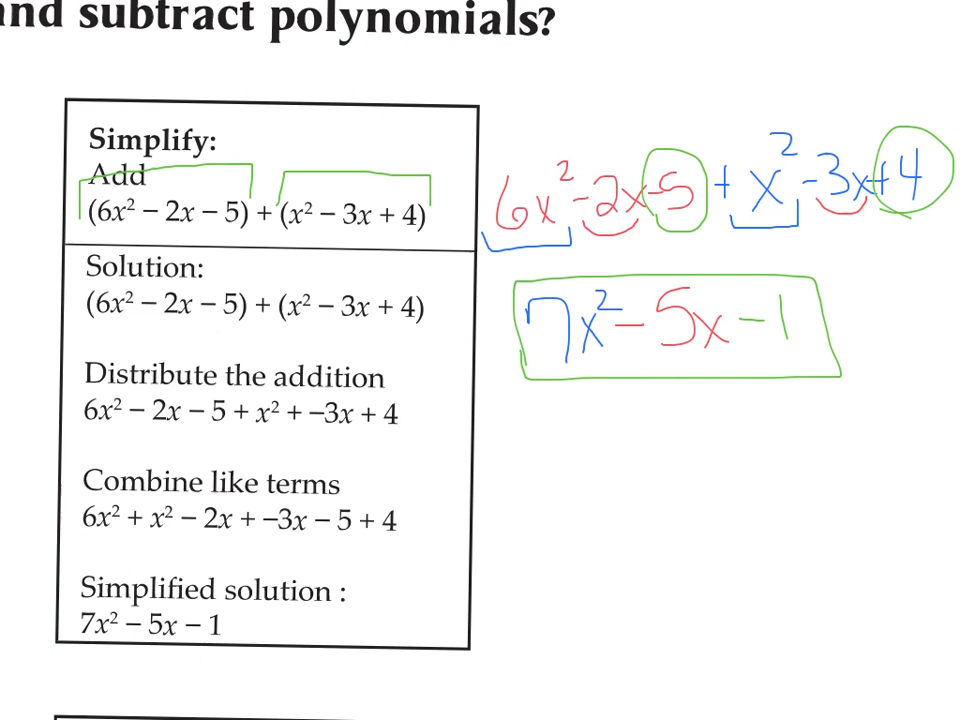 and subtract polynomials?
Simplify:
Add
(6x² – 2x – 5) + (x² – 3x + 4)
Solution:
(6x² – 2x – 5) + (x² – 3x + 4)
Distribute the addition
6x² – 2x – 5 + x² + –3x + 4
Combine like terms
6x² + x² – 2x + –3x – 5 + 4
Simplified solution :
7x² – 5x – 1
6x² -2x -5 + x² -3x +4
7x² - 5x - 1